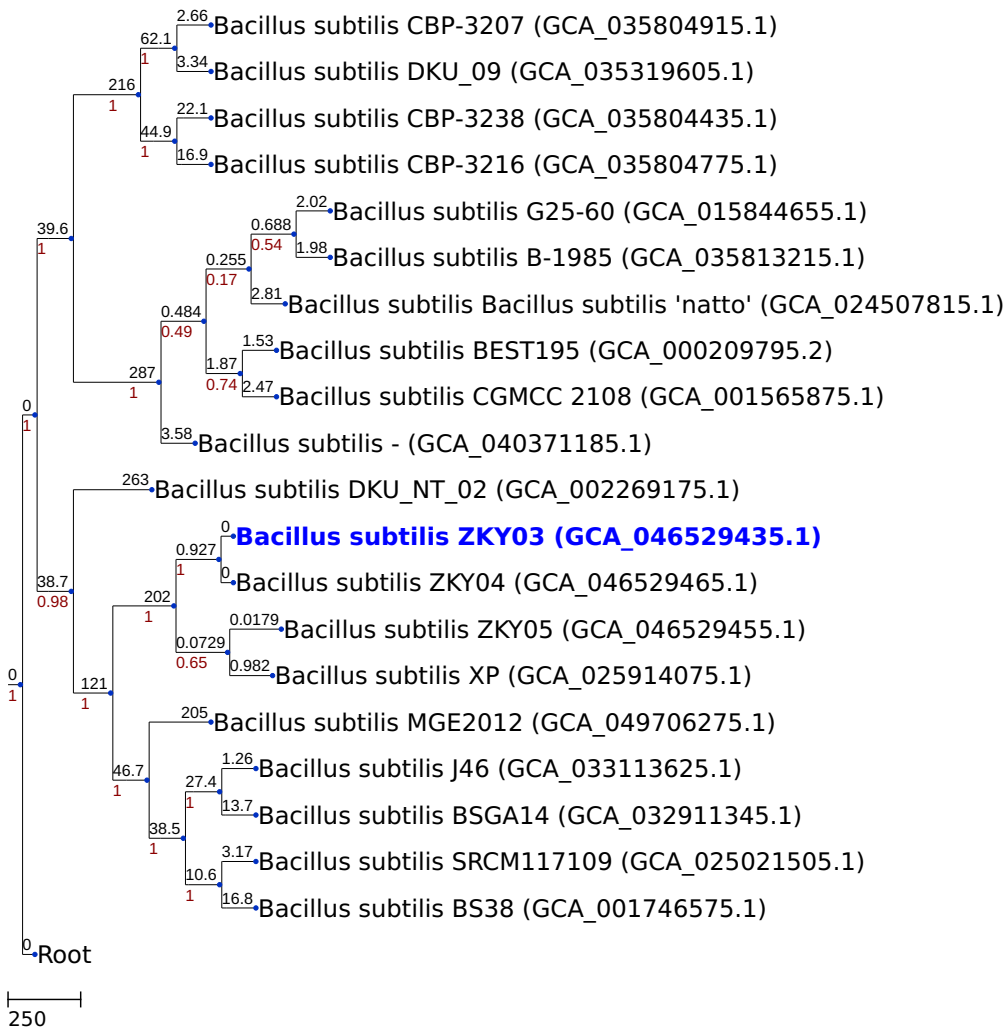 2.66
Bacillus subtilis CBP-3207 (GCA_035804915.1)
62.1
1
3.34
Bacillus subtilis DKU_09 (GCA_035319605.1)
216
1
22.1
Bacillus subtilis CBP-3238 (GCA_035804435.1)
44.9
1
16.9
Bacillus subtilis CBP-3216 (GCA_035804775.1)
39.6
1
2.02
Bacillus subtilis G25-60 (GCA_015844655.1)
0.688
0.54
1.98
Bacillus subtilis B-1985 (GCA_035813215.1)
0.255
0.17
2.81
Bacillus subtilis Bacillus subtilis 'natto' (GCA_024507815.1)
0.484
0.49
1.53
Bacillus subtilis BEST195 (GCA_000209795.2)
1.87
0.74
2.47
Bacillus subtilis CGMCC 2108 (GCA_001565875.1)
287
1
3.58
Bacillus subtilis - (GCA_040371185.1)
0
1
263
Bacillus subtilis DKU_NT_02 (GCA_002269175.1)
0
Bacillus subtilis ZKY03 (GCA_046529435.1)
0.927
1
0
Bacillus subtilis ZKY04 (GCA_046529465.1)
38.7
0.98
202
1
0.0179
Bacillus subtilis ZKY05 (GCA_046529455.1)
0.0729
0.65
0.982
Bacillus subtilis XP (GCA_025914075.1)
0
1
121
1
205
Bacillus subtilis MGE2012 (GCA_049706275.1)
46.7
1
1.26
Bacillus subtilis J46 (GCA_033113625.1)
27.4
1
13.7
Bacillus subtilis BSGA14 (GCA_032911345.1)
38.5
1
3.17
Bacillus subtilis SRCM117109 (GCA_025021505.1)
10.6
1
16.8
Bacillus subtilis BS38 (GCA_001746575.1)
0
Root
250